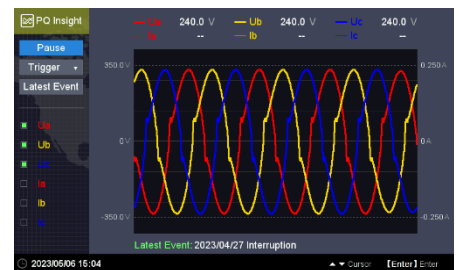 PQ Insight
Ua 240.0 V Ub 240.0 V Uc 240.0 V
Ia -- Ib -- Ic --
Pause
Trigger
Latest Event
350.0 V
0.250 A
Ua
Ub
0V
0A
Uc
Ia
Ib
-350.0 V
-0.250 A
Ic
Latest Event: 2023/04/27 Interruption
2023/05/06 15:04
Cursor 【Enter】Enter